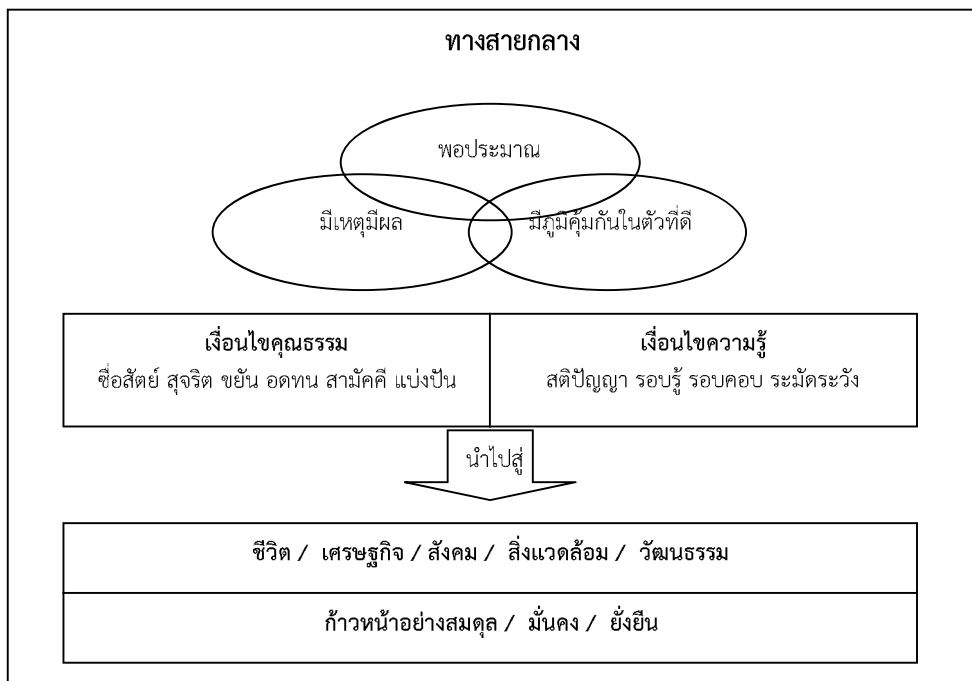 ทางสายกลาง
พอประมาณ
มีเหตุมีผล
มีภูมิคุ้มกันในตัวที่ดี
เงื่อนไขคุณธรรม
ซื่อสัตย์ สุจริต ขยัน อดทน สามัคคี แบ่งปัน
เงื่อนไขความรู้
สติปัญญา รอบรู้ รอบคอบ ระมัดระวัง
นำไปสู่
ชีวิต / เศรษฐกิจ / สังคม / สิ่งแวดล้อม / วัฒนธรรม
ก้าวหน้าอย่างสมดุล / มั่นคง / ยั่งยืน